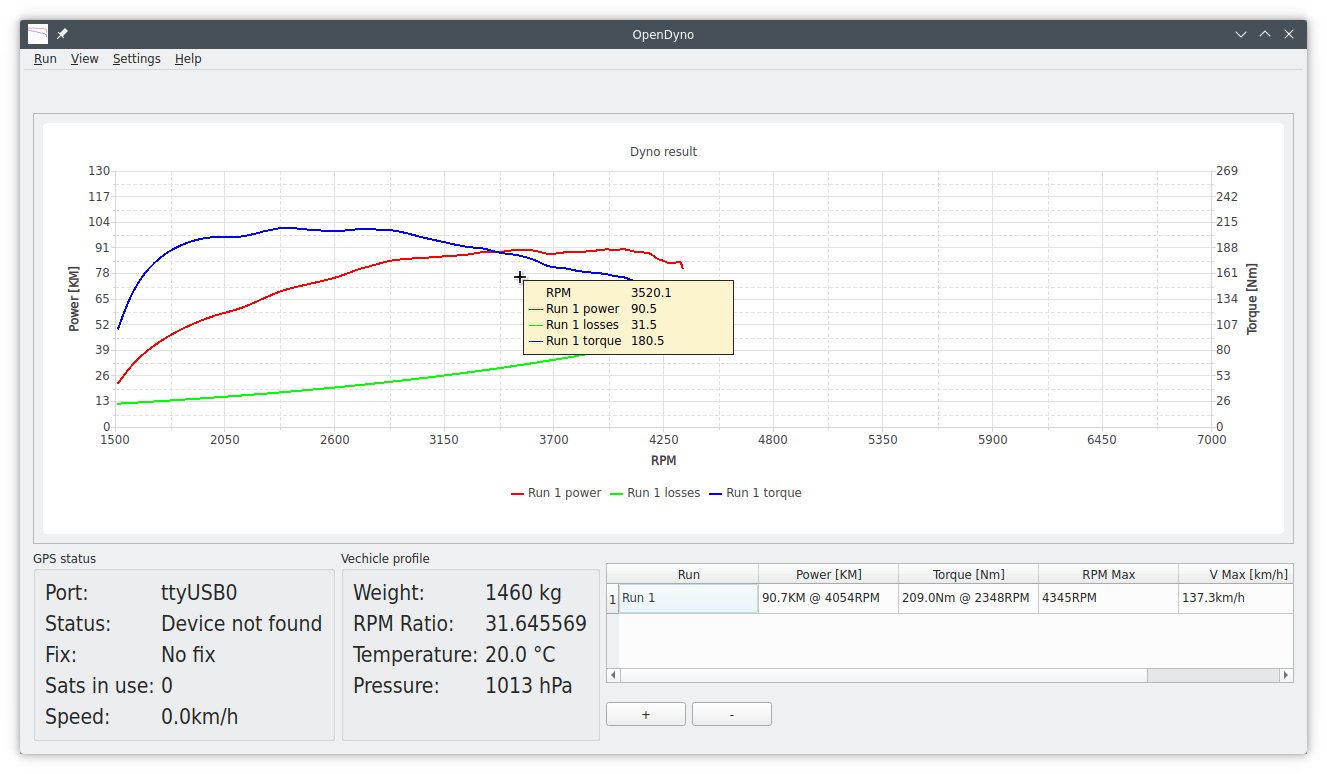 OpenDyno
Run View Settings Help
Dyno result
130
117
104
91
78
65
52
39
26
13
0
Power [KM]
269
242
215
188
161
134
107
80
53
26
0
Torque [Nm]
RPM 3520.1
Run 1 power 90.5
Run 1 losses 31.5
Run 1 torque 180.5
1500 2050 2600 3150 3700 4250 4800 5350 5900 6450 7000
RPM
Run 1 power Run 1 losses Run 1 torque
GPS status
Port: ttyUSB0
Status: Device not found
Fix: No fix
Sats in use: 0
Speed: 0.0km/h
Vechicle profile
Weight: 1460 kg
RPM Ratio: 31.645569
Temperature: 20.0 °C
Pressure: 1013 hPa
Run Power [KM] Torque [Nm] RPM Max V Max [km/h]
1 Run 1 90.7KM @ 4054RPM 209.0Nm @ 2348RPM 4345RPM 137.3km/h
+ -